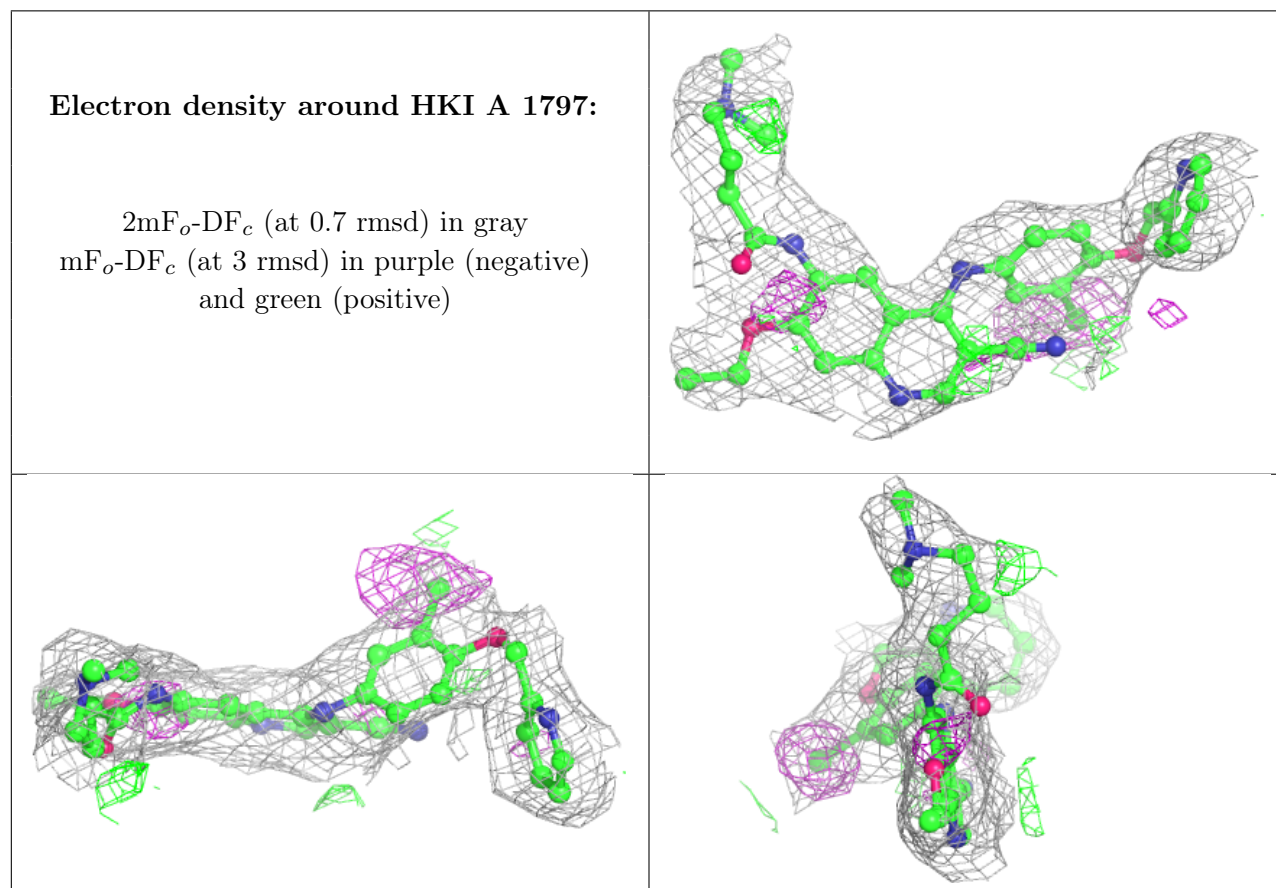 Electron density around HKI A 1797:
2mFo-DFc (at 0.7 rmsd) in gray
mFo-DFc (at 3 rmsd) in purple (negative)
and green (positive)